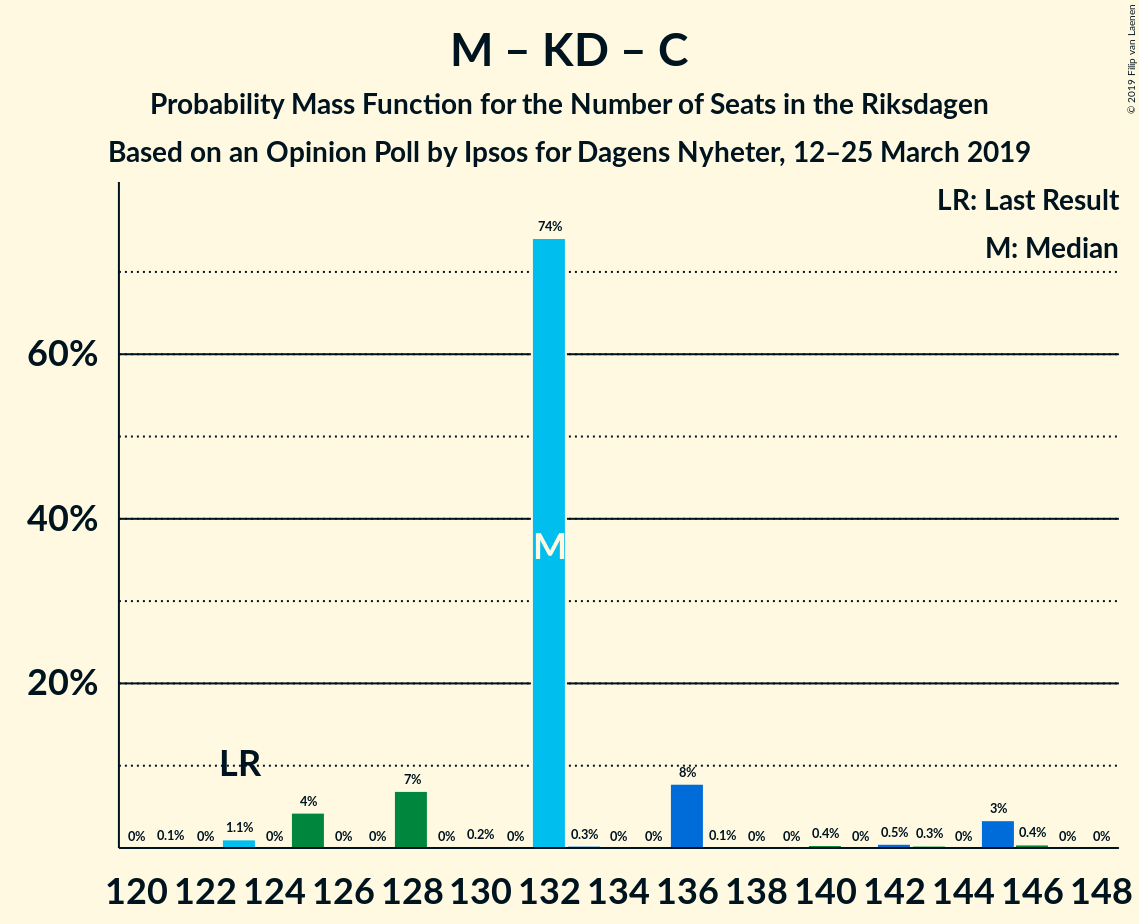 M – KD – C
Probability Mass Function for the Number of Seats in the Riksdagen
Based on an Opinion Poll by Ipsos for Dagens Nyheter, 12–25 March 2019
© 2019 Filip van Laenen
LR: Last Result
M: Median
60%
40%
20%
LR
M
0% 0.1% 0% 1.1% 0% 4% 0% 0% 7% 0% 0.2% 0% 74% 0.3% 0% 0% 8% 0.1% 0% 0% 0.4% 0% 0.5% 0.3% 0% 3% 0.4% 0% 0%
120 122 124 126 128 130 132 134 136 138 140 142 144 146 148